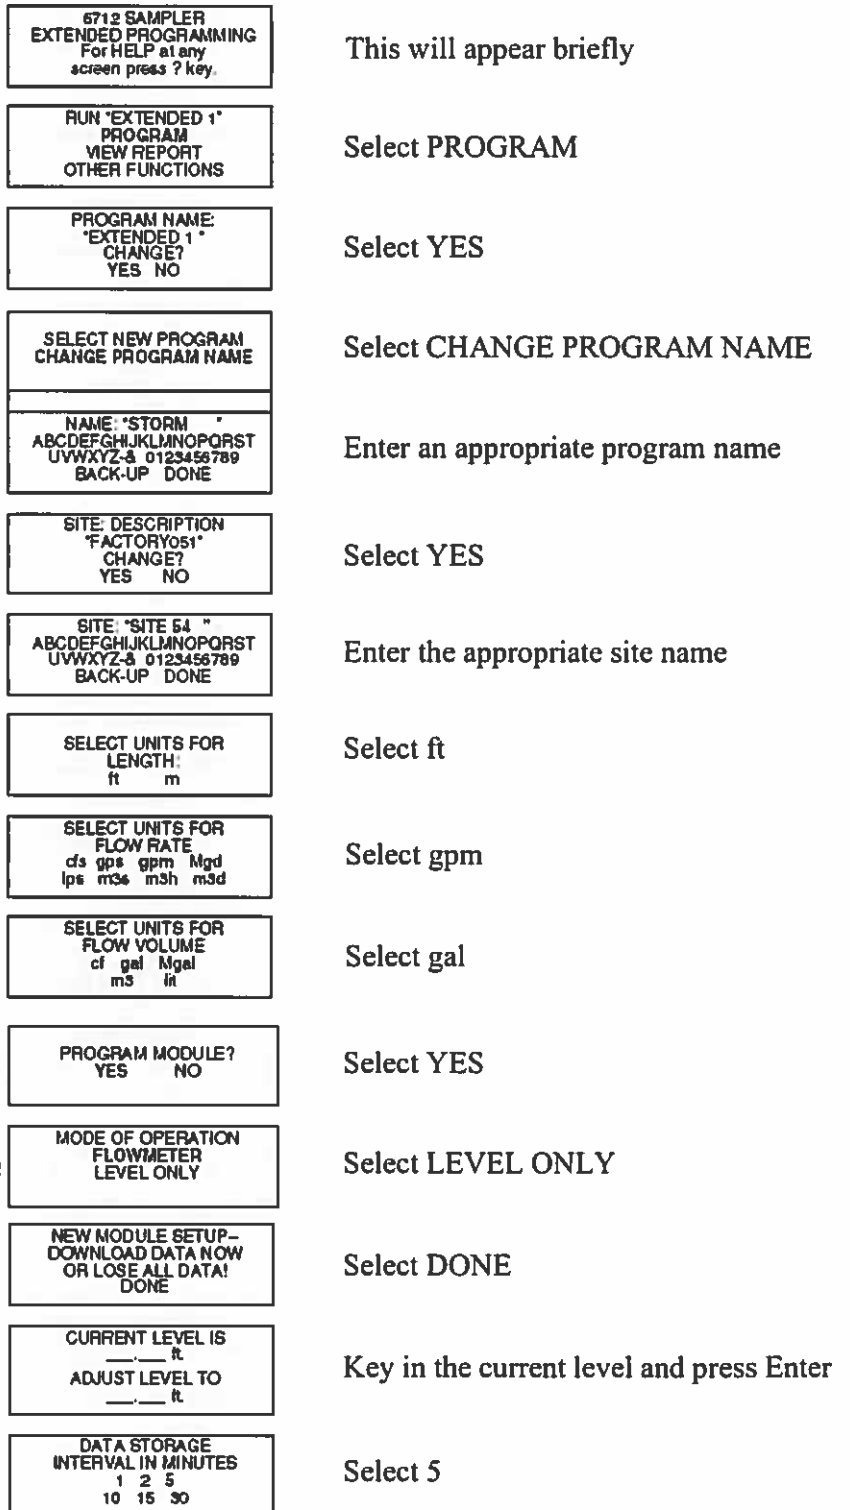 6712 SAMPLER
EXTENDED PROGRAMMING
For HELP at any
screen press ? key.
This will appear briefly
RUN "EXTENDED 1"
PROGRAM
VIEW REPORT
OTHER FUNCTIONS
Select PROGRAM
PROGRAM NAME:
"EXTENDED 1 "
CHANGE?
YES NO
Select YES
SELECT NEW PROGRAM
CHANGE PROGRAM NAME
Select CHANGE PROGRAM NAME
NAME: "STORM "
ABCDEFGHIJKLMNOPQRST
UVWXYZ-& 0123456789
BACK-UP DONE
Enter an appropriate program name
SITE: DESCRIPTION
"FACTORY051"
CHANGE?
YES NO
Select YES
SITE: "SITE 54 "
ABCDEFGHIJKLMNOPQRST
UVWXYZ-& 0123456789
BACK-UP DONE
Enter the appropriate site name
SELECT UNITS FOR
LENGTH:
ft m
Select ft
SELECT UNITS FOR
FLOW RATE
cfs gps gpm Mgd
lps m3s m3h m3d
Select gpm
SELECT UNITS FOR
FLOW VOLUME
cf gal Mgal
m3 lit
Select gal
PROGRAM MODULE?
YES NO
Select YES
MODE OF OPERATION
FLOWMETER
LEVEL ONLY
Select LEVEL ONLY
NEW MODULE SETUP–
DOWNLOAD DATA NOW
OR LOSE ALL DATA!
DONE
Select DONE
CURRENT LEVEL IS
__.__ ft.
ADJUST LEVEL TO
__.__ ft.
Key in the current level and press Enter
DATA STORAGE
INTERVAL IN MINUTES
1 2 5
10 15 30
Select 5